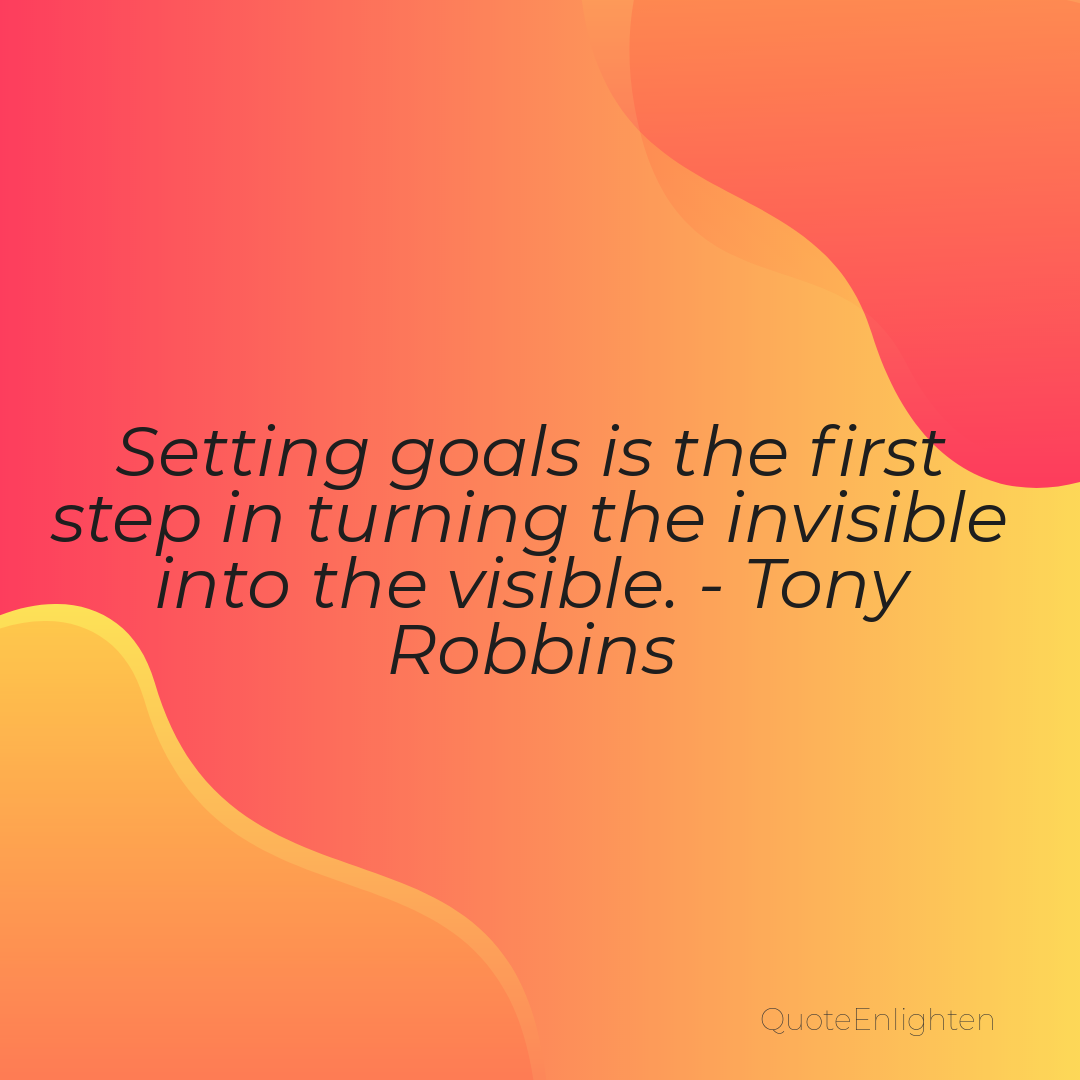 Setting goals is the first
step in turning the invisible
into the visible. - Tony
Robbins
QuoteEnlighten